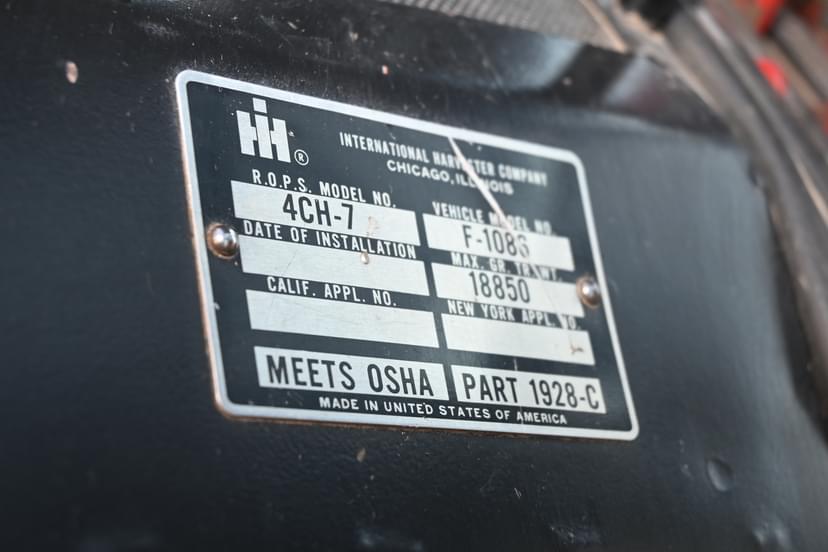 IH ®
INTERNATIONAL HARVESTER COMPANY
CHICAGO, ILLINOIS
R.O.P.S. MODEL NO.
4CH-7
VEHICLE MODEL NO.
F-1086
DATE OF INSTALLATION
MAX. GR. TR. WT.
18850
CALIF. APPL. NO.
NEW YORK APPL. NO.
MEETS OSHA
PART 1928-C
MADE IN UNITED STATES OF AMERICA